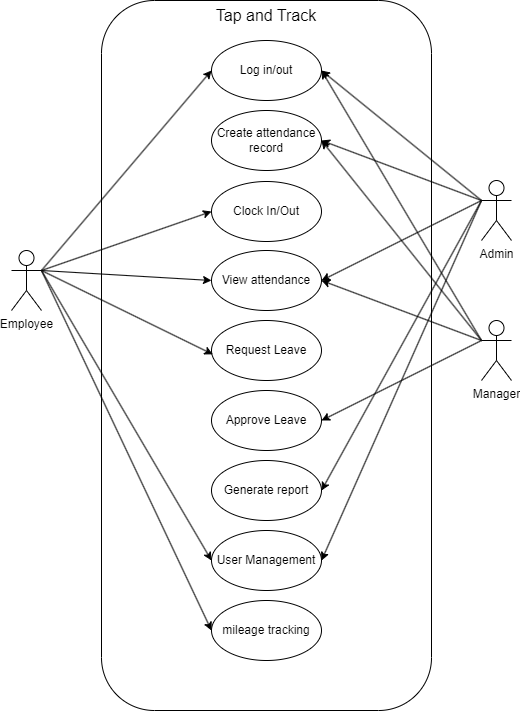 Tap and Track
Log in/out
Create attendance
record
Clock In/Out
Admin
View attendance
Employee
Request Leave
Manager
Approve Leave
Generate report
User Management
mileage tracking